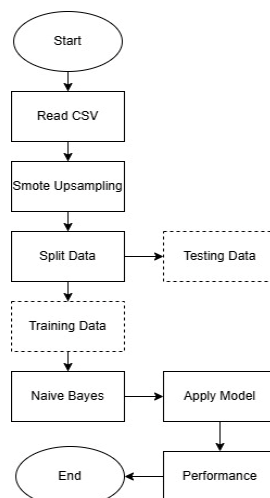 Start
Read CSV
Smote Upsampling
Split Data
Testing Data
Training Data
Naive Bayes
Apply Model
End
Performance